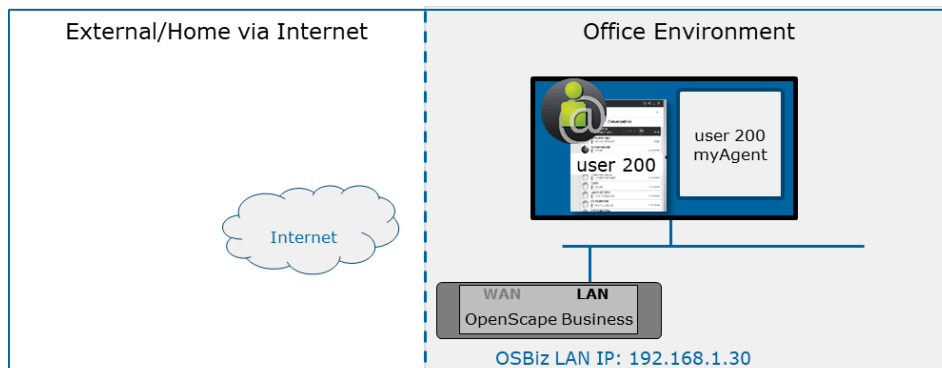 External/Home via Internet
Office Environment
Conversations
user 200
user 200
myAgent
Internet
WAN
LAN
OpenScape Business
OSBiz LAN IP: 192.168.1.30